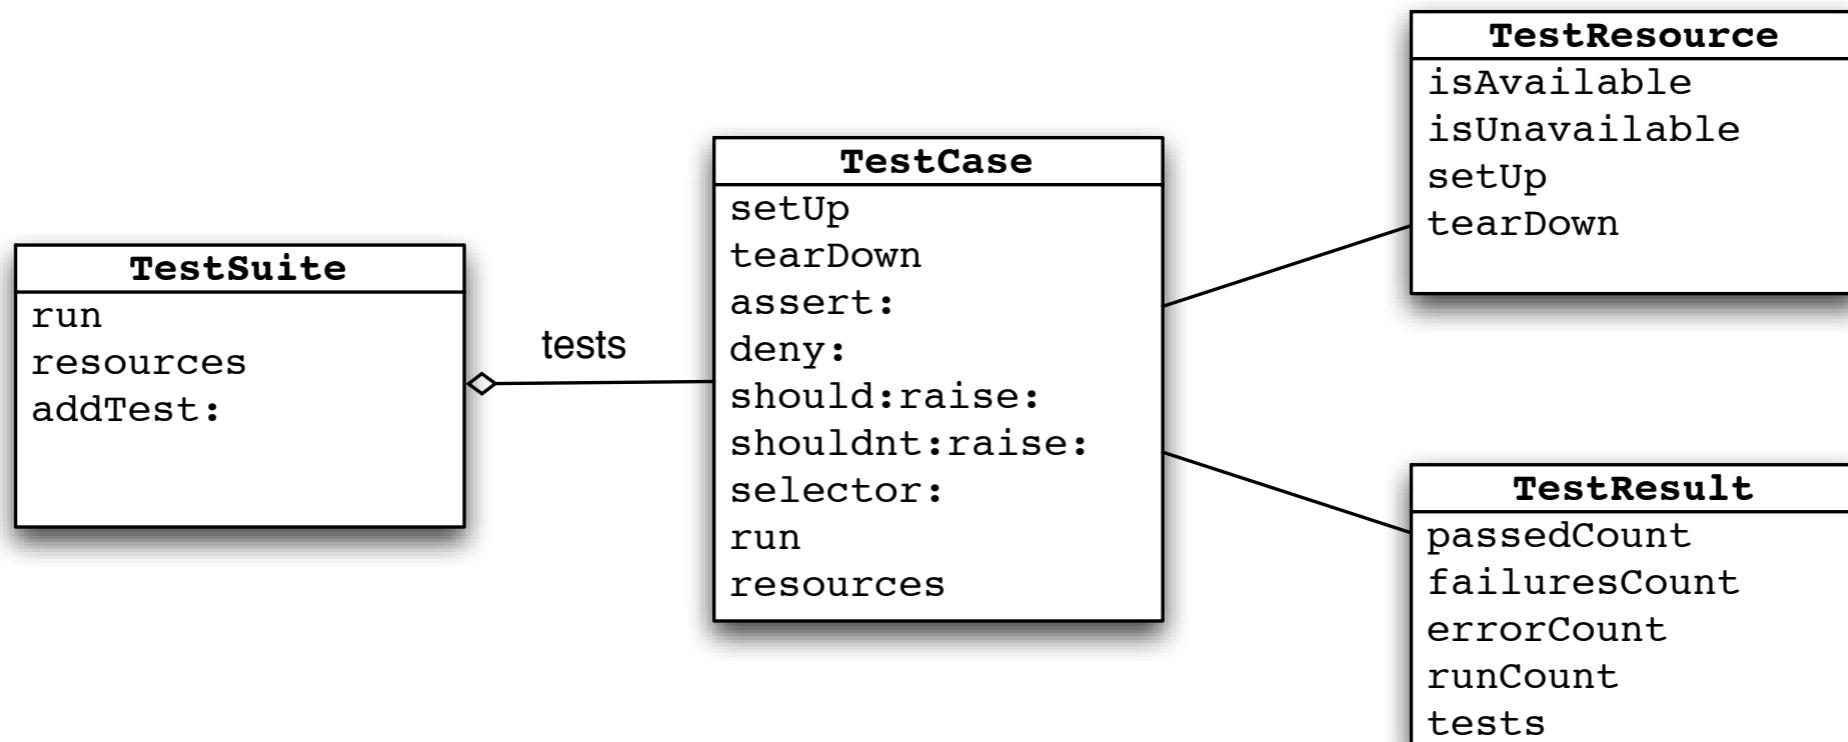 TestSuite
run
resources
addTest:
tests
TestCase
setUp
tearDown
assert:
deny:
should:raise:
shouldnt:raise:
selector:
run
resources
TestResource
isAvailable
isUnavailable
setUp
tearDown
TestResult
passedCount
failuresCount
errorCount
runCount
tests